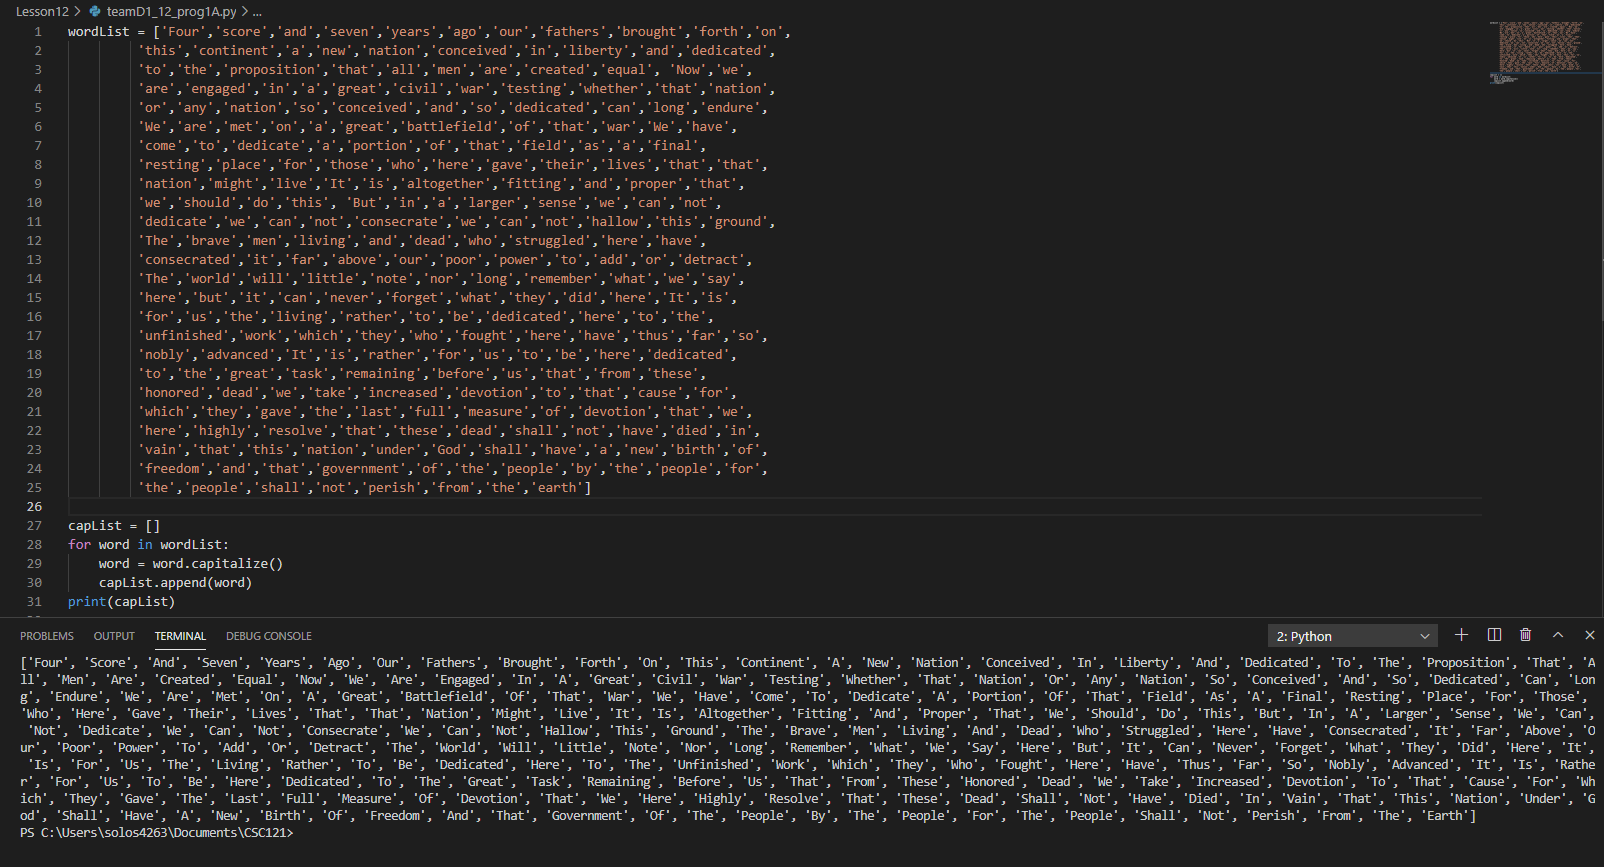 Lesson12 > teamD1_12_prog1A.py > ...
1 wordList = ['Four','score','and','seven','years','ago','our','fathers','brought','forth','on',
2 'this','continent','a','new','nation','conceived','in','liberty','and','dedicated',
3 'to','the','proposition','that','all','men','are','created','equal', 'Now','we',
4 'are','engaged','in','a','great','civil','war','testing','whether','that','nation',
5 'or','any','nation','so','conceived','and','so','dedicated','can','long','endure',
6 'We','are','met','on','a','great','battlefield','of','that','war','We','have',
7 'come','to','dedicate','a','portion','of','that','field','as','a','final',
8 'resting','place','for','those','who','here','gave','their','lives','that','that',
9 'nation','might','live','It','is','altogether','fitting','and','proper','that',
10 'we','should','do','this', 'But','in','a','larger','sense','we','can','not',
11 'dedicate','we','can','not','consecrate','we','can','not','hallow','this','ground',
12 'The','brave','men','living','and','dead','who','struggled','here','have',
13 'consecrated','it','far','above','our','poor','power','to','add','or','detract',
14 'The','world','will','little','note','nor','long','remember','what','we','say',
15 'here','but','it','can','never','forget','what','they','did','here','It','is',
16 'for','us','the','living','rather','to','be','dedicated','here','to','the',
17 'unfinished','work','which','they','who','fought','here','have','thus','far','so',
18 'nobly','advanced','It','is','rather','for','us','to','be','here','dedicated',
19 'to','the','great','task','remaining','before','us','that','from','these',
20 'honored','dead','we','take','increased','devotion','to','that','cause','for',
21 'which','they','gave','the','last','full','measure','of','devotion','that','we',
22 'here','highly','resolve','that','these','dead','shall','not','have','died','in',
23 'vain','that','this','nation','under','God','shall','have','a','new','birth','of',
24 'freedom','and','that','government','of','the','people','by','the','people','for',
25 'the','people','shall','not','perish','from','the','earth']
26
27 capList = []
28 for word in wordList:
29 word = word.capitalize()
30 capList.append(word)
31 print(capList)
PROBLEMS OUTPUT TERMINAL DEBUG CONSOLE 2: Python
['Four', 'Score', 'And', 'Seven', 'Years', 'Ago', 'Our', 'Fathers', 'Brought', 'Forth', 'On', 'This', 'Continent', 'A', 'New', 'Nation', 'Conceived', 'In', 'Liberty', 'And', 'Dedicated', 'To', 'The', 'Proposition', 'That', 'A
ll', 'Men', 'Are', 'Created', 'Equal', 'Now', 'We', 'Are', 'Engaged', 'In', 'A', 'Great', 'Civil', 'War', 'Testing', 'Whether', 'That', 'Nation', 'Or', 'Any', 'Nation', 'So', 'Conceived', 'And', 'So', 'Dedicated', 'Can', 'Lon
g', 'Endure', 'We', 'Are', 'Met', 'On', 'A', 'Great', 'Battlefield', 'Of', 'That', 'War', 'We', 'Have', 'Come', 'To', 'Dedicate', 'A', 'Portion', 'Of', 'That', 'Field', 'As', 'A', 'Final', 'Resting', 'Place', 'For', 'Those',
'Who', 'Here', 'Gave', 'Their', 'Lives', 'That', 'That', 'Nation', 'Might', 'Live', 'It', 'Is', 'Altogether', 'Fitting', 'And', 'Proper', 'That', 'We', 'Should', 'Do', 'This', 'But', 'In', 'A', 'Larger', 'Sense', 'We', 'Can',
'Not', 'Dedicate', 'We', 'Can', 'Not', 'Consecrate', 'We', 'Can', 'Not', 'Hallow', 'This', 'Ground', 'The', 'Brave', 'Men', 'Living', 'And', 'Dead', 'Who', 'Struggled', 'Here', 'Have', 'Consecrated', 'It', 'Far', 'Above', 'O
ur', 'Poor', 'Power', 'To', 'Add', 'Or', 'Detract', 'The', 'World', 'Will', 'Little', 'Note', 'Nor', 'Long', 'Remember', 'What', 'We', 'Say', 'Here', 'But', 'It', 'Can', 'Never', 'Forget', 'What', 'They', 'Did', 'Here', 'It',
'Is', 'For', 'Us', 'The', 'Living', 'Rather', 'To', 'Be', 'Dedicated', 'Here', 'To', 'The', 'Unfinished', 'Work', 'Which', 'They', 'Who', 'Fought', 'Here', 'Have', 'Thus', 'Far', 'So', 'Nobly', 'Advanced', 'It', 'Is', 'Rathe
r', 'For', 'Us', 'To', 'Be', 'Here', 'Dedicated', 'To', 'The', 'Great', 'Task', 'Remaining', 'Before', 'Us', 'That', 'From', 'These', 'Honored', 'Dead', 'We', 'Take', 'Increased', 'Devotion', 'To', 'That', 'Cause', 'For', 'Wh
ich', 'They', 'Gave', 'The', 'Last', 'Full', 'Measure', 'Of', 'Devotion', 'That', 'We', 'Here', 'Highly', 'Resolve', 'That', 'These', 'Dead', 'Shall', 'Not', 'Have', 'Died', 'In', 'Vain', 'That', 'This', 'Nation', 'Under', 'G
od', 'Shall', 'Have', 'A', 'New', 'Birth', 'Of', 'Freedom', 'And', 'That', 'Government', 'Of', 'The', 'People', 'By', 'The', 'People', 'For', 'The', 'People', 'Shall', 'Not', 'Perish', 'From', 'The', 'Earth']
PS C:\Users\solos4263\Documents\CSC121>